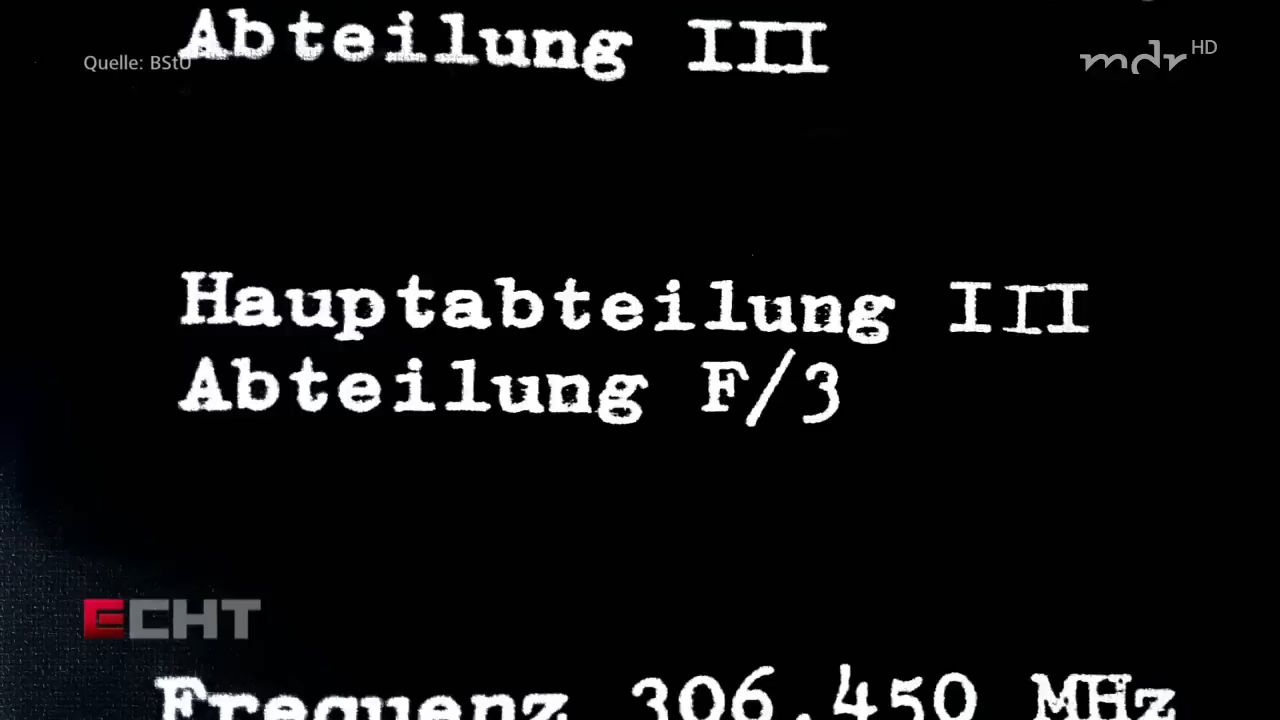 Abteilung III
Quelle: BStU
mdr HD
Hauptabteilung III
Abteilung F/3
ECHT
Frequenz 306,450 MHz